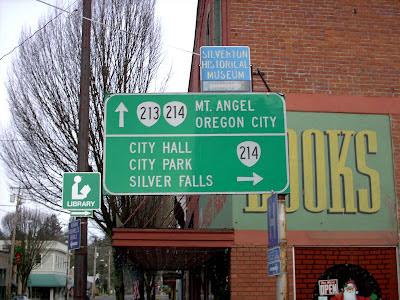 SILVERTON
HISTORICAL
MUSEUM
213 214 MT. ANGEL
OREGON CITY
CITY HALL
CITY PARK
SILVER FALLS
214
LIBRARY
BOOKS
OPEN